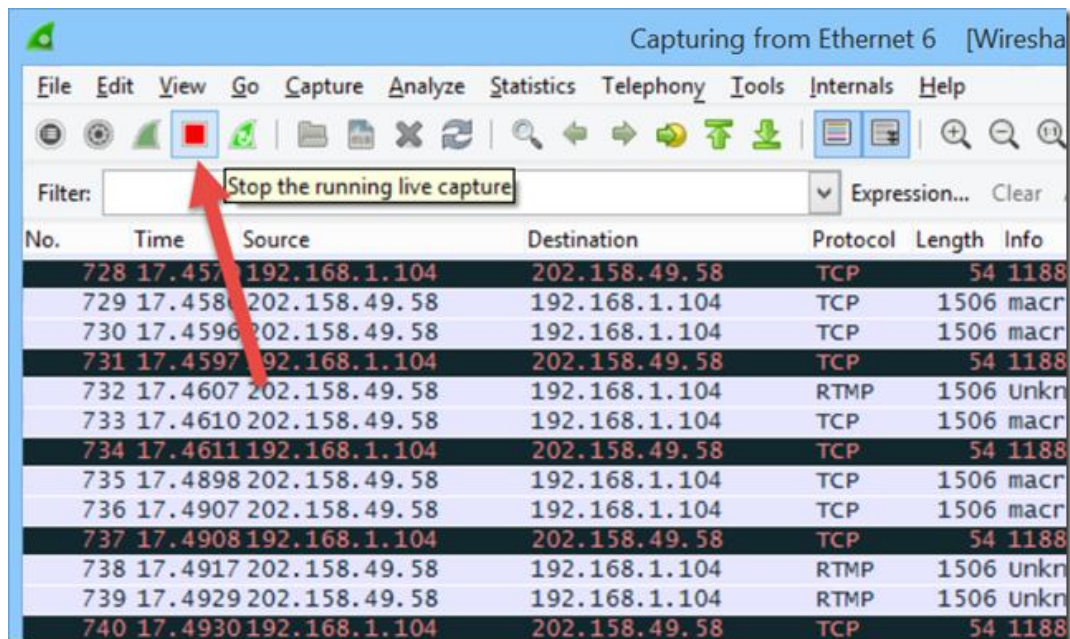 Capturing from Ethernet 6 [Wiresha
File Edit View Go Capture Analyze Statistics Telephony Tools Internals Help
Stop the running live capture
Filter: Expression... Clear
No. Time Source Destination Protocol Length Info
728 17.457 192.168.1.104 202.158.49.58 TCP 54 1188
729 17.458 202.158.49.58 192.168.1.104 TCP 1506 macr
730 17.4596 202.158.49.58 192.168.1.104 TCP 1506 macr
731 17.4597 192.168.1.104 202.158.49.58 TCP 54 1188
732 17.4607 202.158.49.58 192.168.1.104 RTMP 1506 Unkn
733 17.4610 202.158.49.58 192.168.1.104 TCP 1506 macr
734 17.4611 192.168.1.104 202.158.49.58 TCP 54 1188
735 17.4898 202.158.49.58 192.168.1.104 TCP 1506 macr
736 17.4907 202.158.49.58 192.168.1.104 TCP 1506 macr
737 17.4908 192.168.1.104 202.158.49.58 TCP 54 1188
738 17.4917 202.158.49.58 192.168.1.104 RTMP 1506 Unkn
739 17.4929 202.158.49.58 192.168.1.104 RTMP 1506 Unkn
740 17.4930 192.168.1.104 202.158.49.58 TCP 54 1188